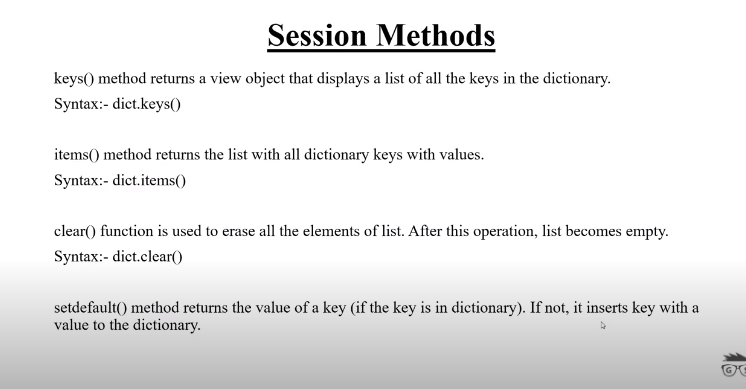 Session Methods
keys() method returns a view object that displays a list of all the keys in the dictionary.
Syntax:- dict.keys()
items() method returns the list with all dictionary keys with values.
Syntax:- dict.items()
clear() function is used to erase all the elements of list. After this operation, list becomes empty.
Syntax:- dict.clear()
setdefault() method returns the value of a key (if the key is in dictionary). If not, it inserts key with a
value to the dictionary.
G